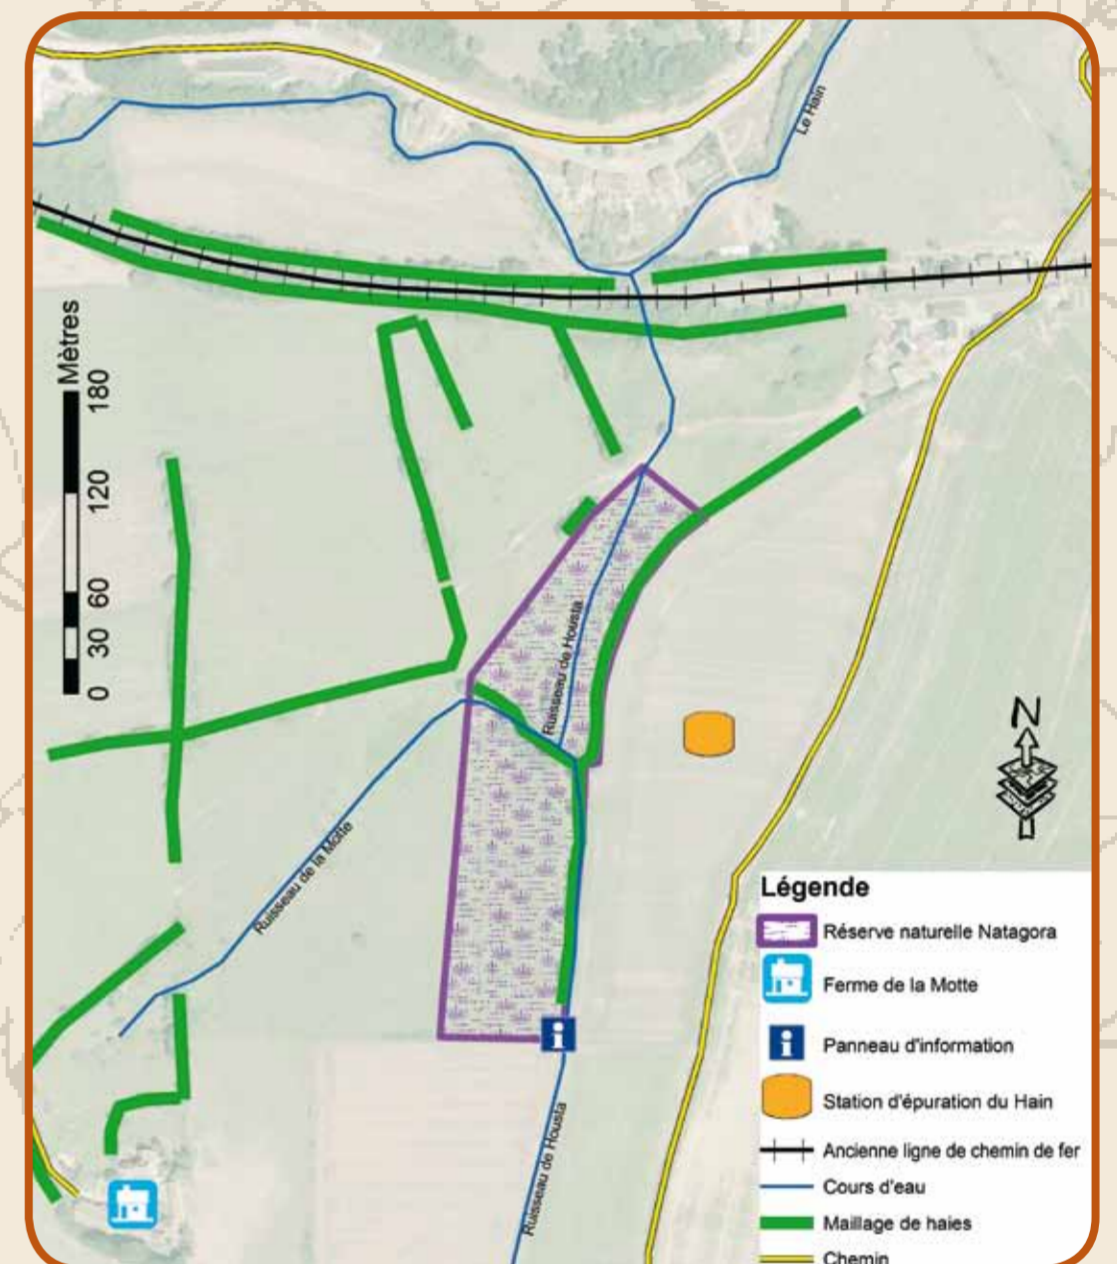 Le Hain
Mètres
180
120
60
30
0
Ruisseau de Housta
Ruisseau de la Motte
N
Ruisseau de Housta
Légende
Réserve naturelle Natagora
Ferme de la Motte
i
Panneau d'information
Station d'épuration du Hain
Ancienne ligne de chemin de fer
Cours d'eau
Maillage de haies
Chemin